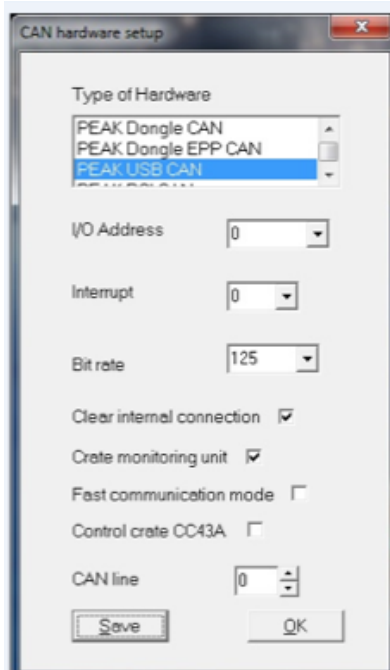 CAN hardware setup
x
Type of Hardware
PEAK Dongle CAN
PEAK Dongle EPP CAN
PEAK USB CAN
I/O Address 0
Interrupt 0
Bit rate 125
Clear internal connection
Crate monitoring unit
Fast communication mode
Control crate CC43A
CAN line 0
Save OK